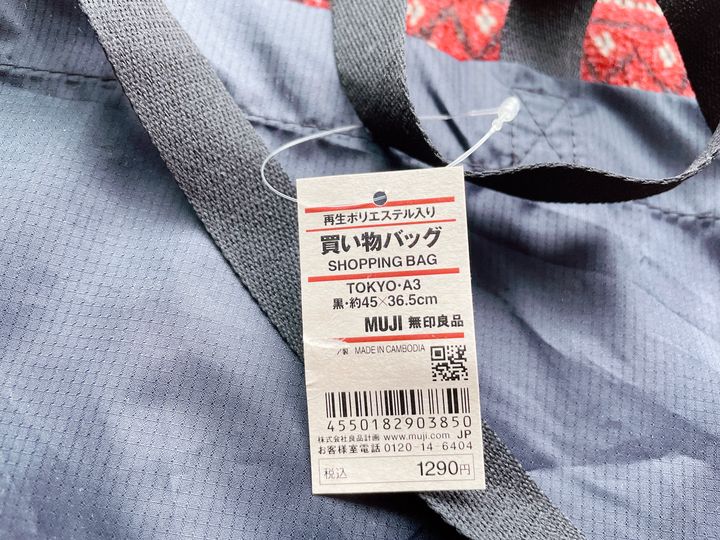 再生ポリエステル入り
買い物バッグ
SHOPPING BAG
TOKYO・A3
黒・約45×36.5cm
MUJI 無印良品
/製 MADE IN CAMBODIA
4550182903850
株式会社良品計画 www.muji.com JP
お客様室電話 0120-14-6404
税込 1290円